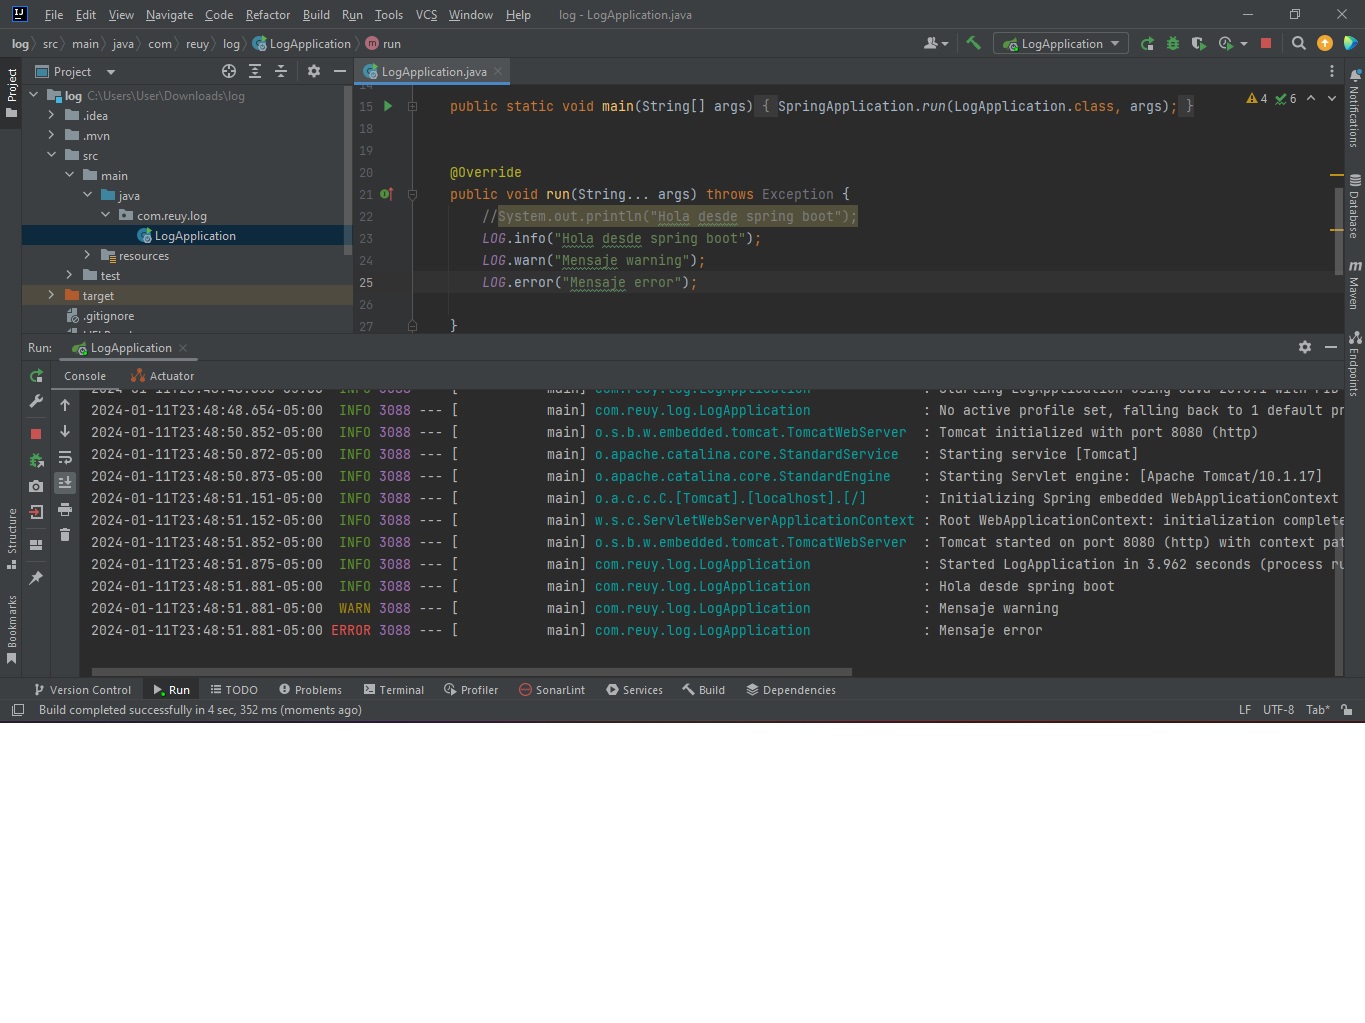 File Edit View Navigate Code Refactor Build Run Tools VCS Window Help log - LogApplication.java
log src main java com reuy log LogApplication m run LogApplication
Project LogApplication.java
log C:\Users\User\Downloads\log
.idea
.mvn
src
main
java
com.reuy.log
LogApplication
resources
test
target
.gitignore
15 public static void main(String[] args) { SpringApplication.run(LogApplication.class, args); }
4 6
18
19
20 @Override
21 public void run(String... args) throws Exception {
22 //System.out.println("Hola desde spring boot");
23 LOG.info("Hola desde spring boot");
24 LOG.warn("Mensaje warning");
25 LOG.error("Mensaje error");
26
27 }
Project
Structure
Bookmarks
Notifications
Database
m Maven
Endpoints
Run: LogApplication
Console Actuator
2024-01-11T23:48:48.654-05:00 INFO 3088 --- [ main] com.reuy.log.LogApplication : No active profile set, falling back to 1 default pr
2024-01-11T23:48:50.852-05:00 INFO 3088 --- [ main] o.s.b.w.embedded.tomcat.TomcatWebServer : Tomcat initialized with port 8080 (http)
2024-01-11T23:48:50.872-05:00 INFO 3088 --- [ main] o.apache.catalina.core.StandardService : Starting service [Tomcat]
2024-01-11T23:48:50.873-05:00 INFO 3088 --- [ main] o.apache.catalina.core.StandardEngine : Starting Servlet engine: [Apache Tomcat/10.1.17]
2024-01-11T23:48:51.151-05:00 INFO 3088 --- [ main] o.a.c.c.C.[Tomcat].[localhost].[/] : Initializing Spring embedded WebApplicationContext
2024-01-11T23:48:51.152-05:00 INFO 3088 --- [ main] w.s.c.ServletWebServerApplicationContext : Root WebApplicationContext: initialization complete
2024-01-11T23:48:51.852-05:00 INFO 3088 --- [ main] o.s.b.w.embedded.tomcat.TomcatWebServer : Tomcat started on port 8080 (http) with context pat
2024-01-11T23:48:51.875-05:00 INFO 3088 --- [ main] com.reuy.log.LogApplication : Started LogApplication in 3.962 seconds (process ru
2024-01-11T23:48:51.881-05:00 INFO 3088 --- [ main] com.reuy.log.LogApplication : Hola desde spring boot
2024-01-11T23:48:51.881-05:00 WARN 3088 --- [ main] com.reuy.log.LogApplication : Mensaje warning
2024-01-11T23:48:51.881-05:00 ERROR 3088 --- [ main] com.reuy.log.LogApplication : Mensaje error
Version Control Run TODO Problems Terminal Profiler SonarLint Services Build Dependencies
Build completed successfully in 4 sec, 352 ms (moments ago) LF UTF-8 Tab*